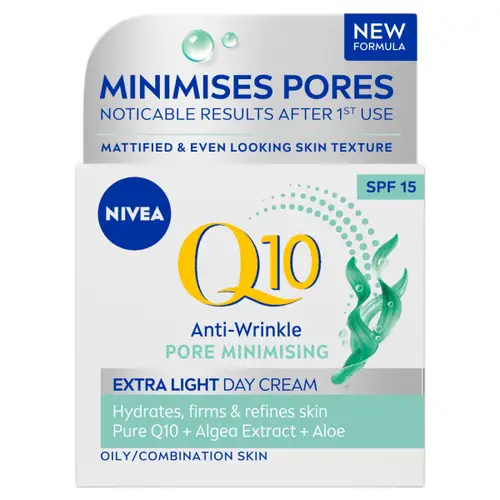 NEW
FORMULA
MINIMISES PORES
NOTICABLE RESULTS AFTER 1ST USE
MATTIFIED & EVEN LOOKING SKIN TEXTURE
SPF 15
NIVEA
Q10
Anti-Wrinkle
PORE MINIMISING
EXTRA LIGHT DAY CREAM
Hydrates, firms & refines skin
Pure Q10 + Algea Extract + Aloe
OILY/COMBINATION SKIN